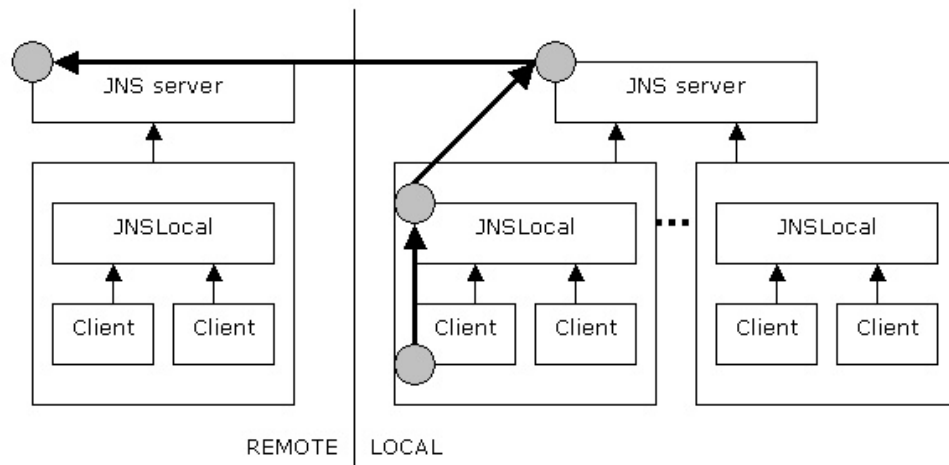 JNS server
JNS server
JNSLocal
JNSLocal
JNSLocal
Client
Client
Client
Client
Client
Client
REMOTE
LOCAL